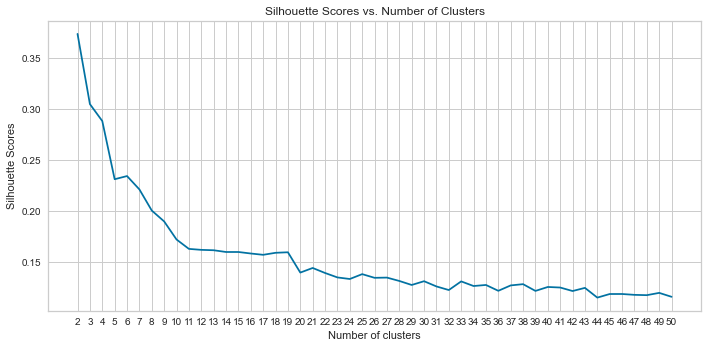 Silhouette Scores vs. Number of Clusters
Silhouette Scores
0.35
0.30
0.25
0.20
0.15
2 3 4 5 6 7 8 9 10 11 12 13 14 15 16 17 18 19 20 21 22 23 24 25 26 27 28 29 30 31 32 33 34 35 36 37 38 39 40 41 42 43 44 45 46 47 48 49 50
Number of clusters